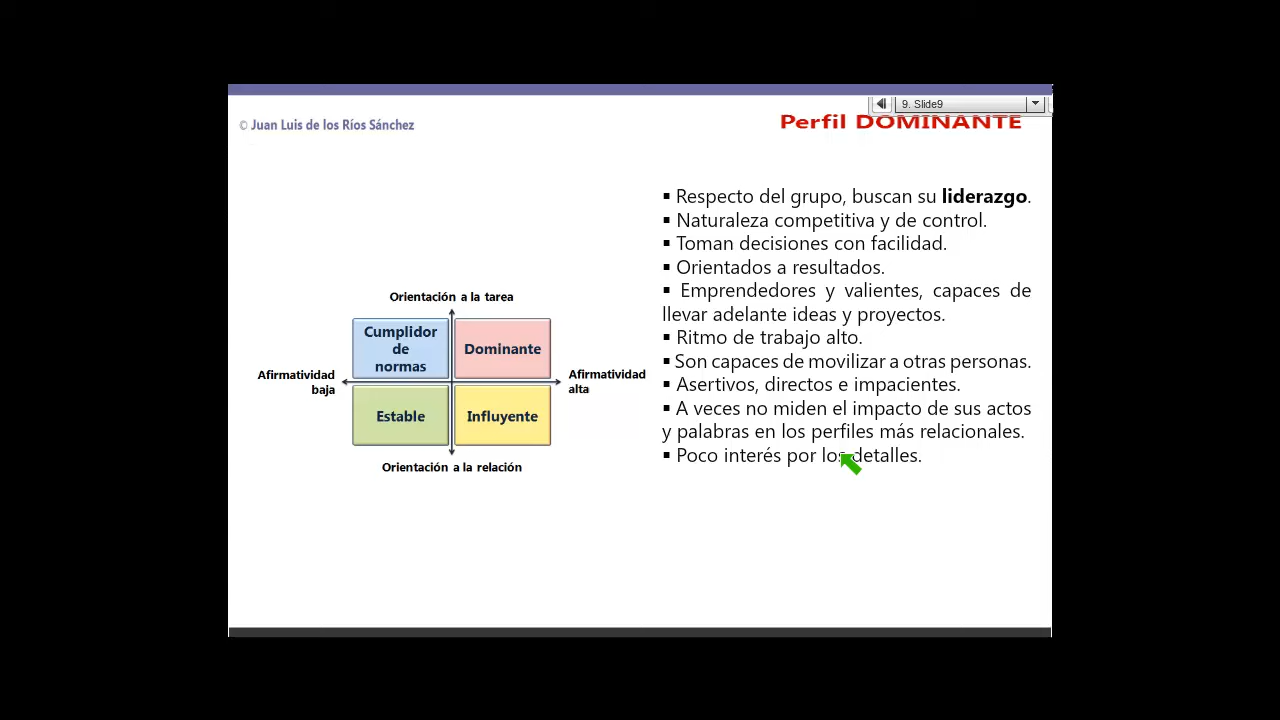 9. Slide9
© Juan Luis de los Ríos Sánchez
Perfil DOMINANTE
Orientación a la tarea
Cumplidor
de
normas
Dominante
Afirmatividad
baja
Afirmatividad
alta
Estable
Influyente
Orientación a la relación
▪ Respecto del grupo, buscan su liderazgo.
▪ Naturaleza competitiva y de control.
▪ Toman decisiones con facilidad.
▪ Orientados a resultados.
▪ Emprendedores y valientes, capaces de
llevar adelante ideas y proyectos.
▪ Ritmo de trabajo alto.
▪ Son capaces de movilizar a otras personas.
▪ Asertivos, directos e impacientes.
▪ A veces no miden el impacto de sus actos
y palabras en los perfiles más relacionales.
▪ Poco interés por los detalles.